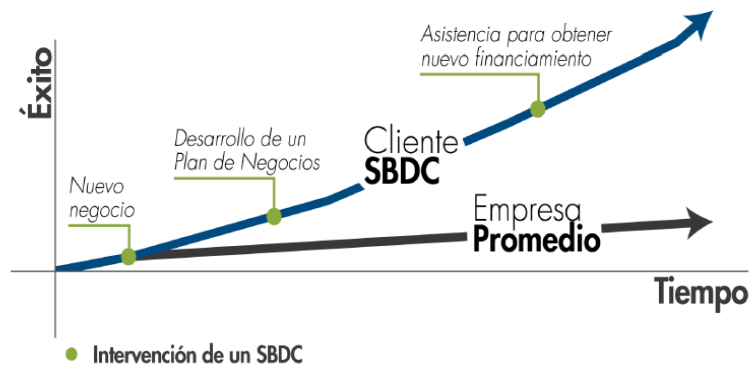 Éxito
Asistencia para obtener
nuevo financiamiento
Desarrollo de un
Plan de Negocios
Cliente
SBDC
Nuevo
negocio
Empresa
Promedio
Tiempo
Intervención de un SBDC